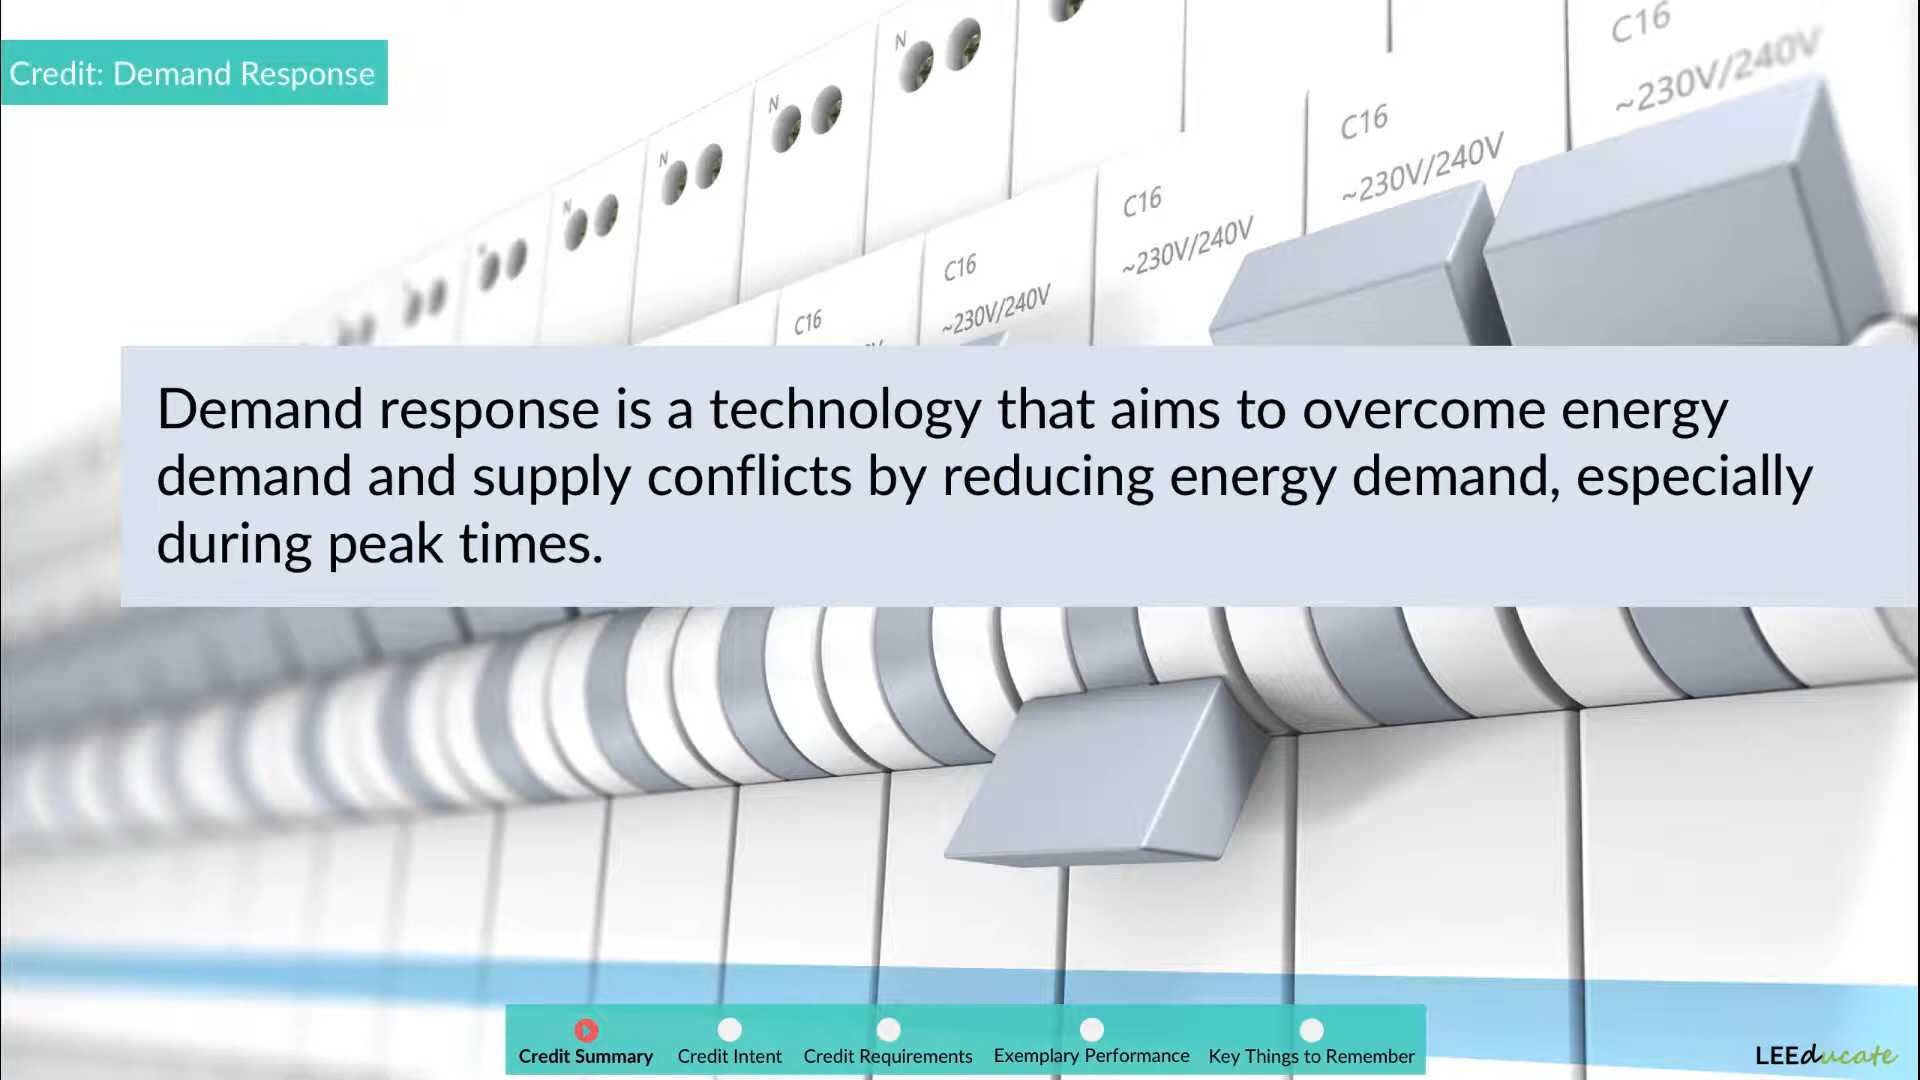 Credit: Demand Response
N
N
N
N
C16
~230V/240V
C16
~230V/240V
C16
~230V/240V
C16
~230V/240V
C16
Demand response is a technology that aims to overcome energy
demand and supply conflicts by reducing energy demand, especially
during peak times.
Credit Summary
Credit Intent
Credit Requirements
Exemplary Performance
Key Things to Remember
LEEducate